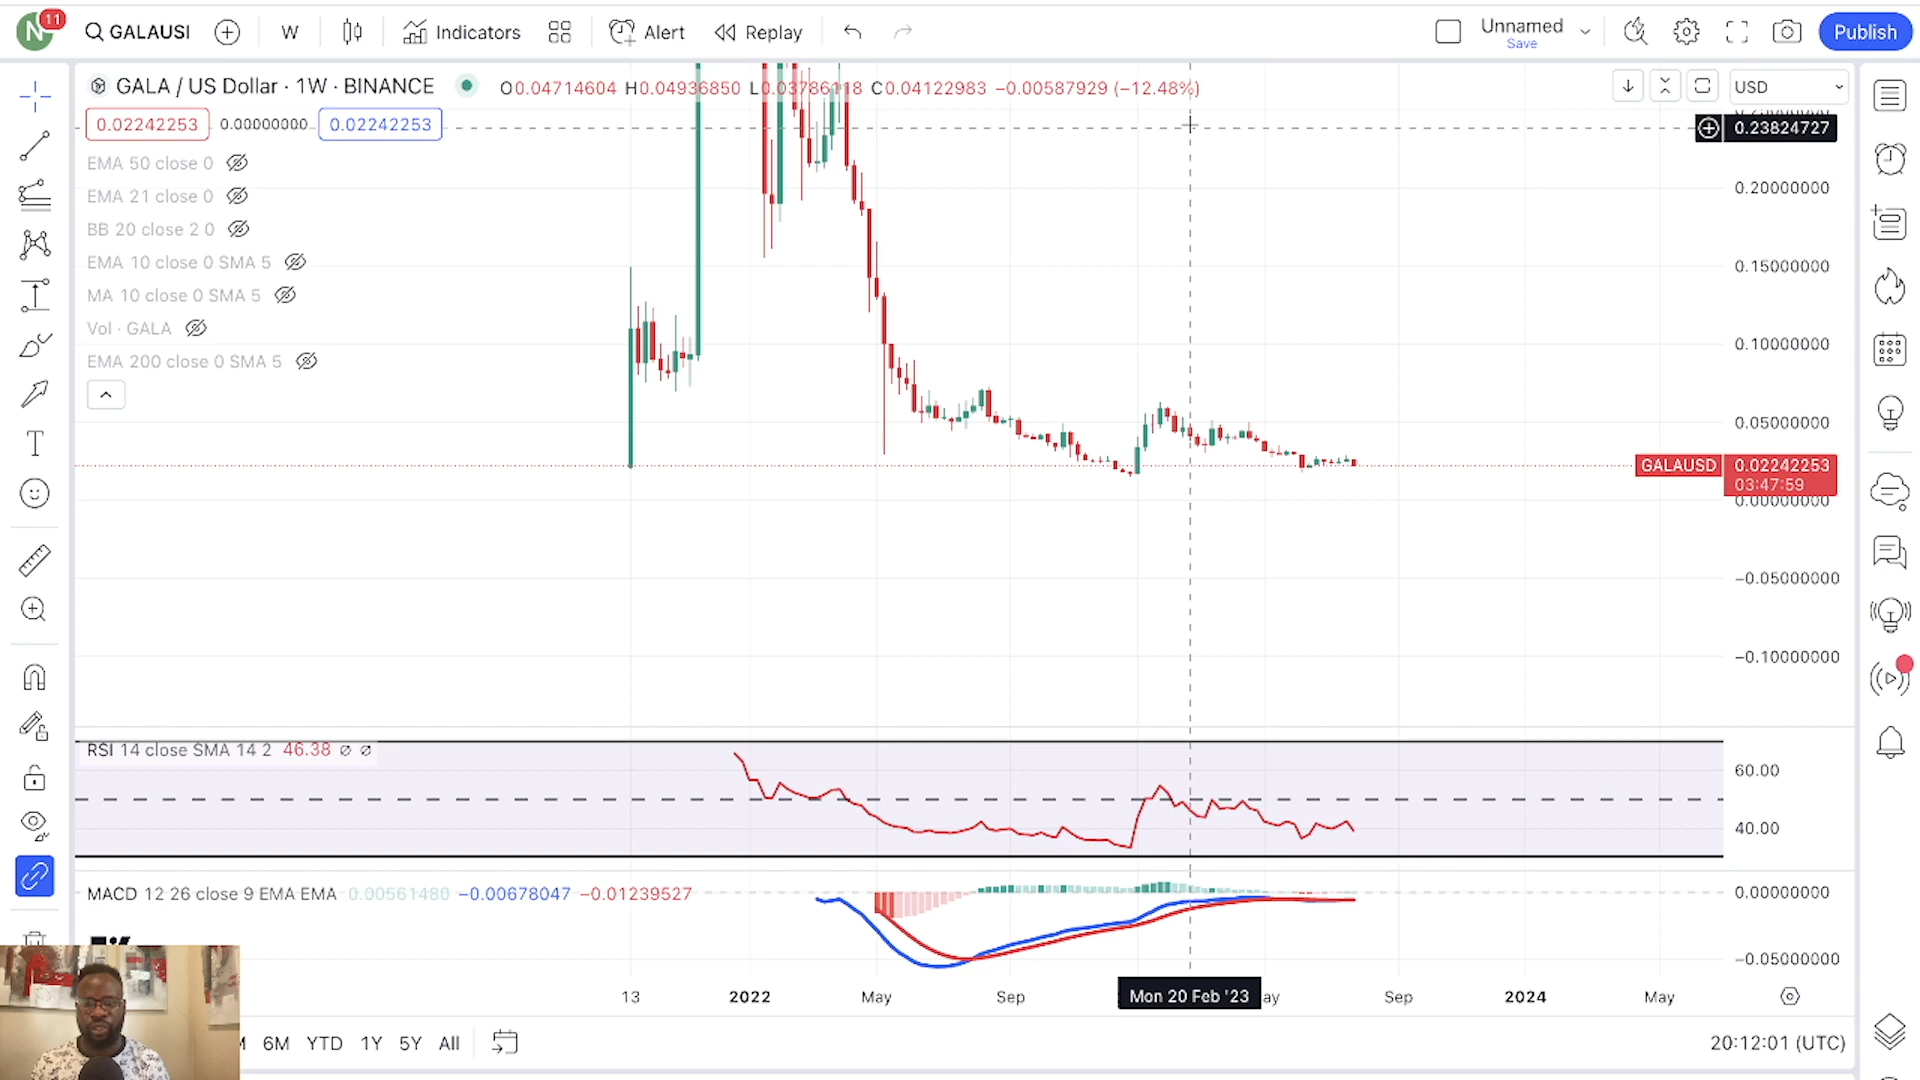 N 11 GALAUSI W Indicators Alert Replay Unnamed Save Publish
GALA / US Dollar · 1W · BINANCE O0.04714604 H0.04936850 L0.03786118 C0.04122983 −0.00587929 (−12.48%) USD
0.02242253 0.00000000 0.02242253
0.23824727
EMA 50 close 0
EMA 21 close 0
BB 20 close 2 0
EMA 10 close 0 SMA 5
MA 10 close 0 SMA 5
Vol · GALA
EMA 200 close 0 SMA 5
0.20000000
0.15000000
0.10000000
0.05000000
GALAUSD 0.02242253
03:47:59
0.00000000
−0.05000000
−0.10000000
RSI 14 close SMA 14 2 46.38 ∅ ∅
60.00
40.00
MACD 12 26 close 9 EMA EMA 0.00561480 −0.00678047 −0.01239527
0.00000000
−0.05000000
13 2022 May Sep Mon 20 Feb '23 ay Sep 2024 May
6M YTD 1Y 5Y All
20:12:01 (UTC)